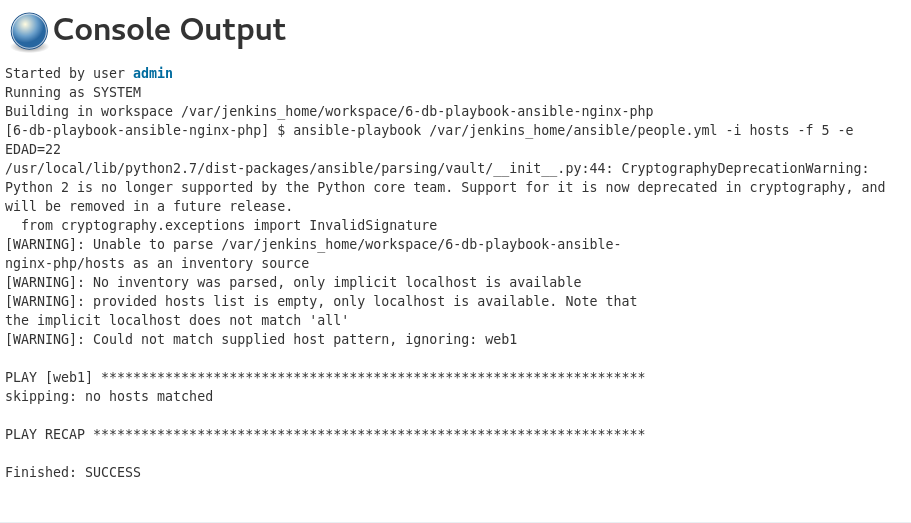 Console Output
Started by user admin
Running as SYSTEM
Building in workspace /var/jenkins_home/workspace/6-db-playbook-ansible-nginx-php
[6-db-playbook-ansible-nginx-php] $ ansible-playbook /var/jenkins_home/ansible/people.yml -i hosts -f 5 -e
EDAD=22
/usr/local/lib/python2.7/dist-packages/ansible/parsing/vault/__init__.py:44: CryptographyDeprecationWarning:
Python 2 is no longer supported by the Python core team. Support for it is now deprecated in cryptography, and
will be removed in a future release.
  from cryptography.exceptions import InvalidSignature
[WARNING]: Unable to parse /var/jenkins_home/workspace/6-db-playbook-ansible-
nginx-php/hosts as an inventory source
[WARNING]: No inventory was parsed, only implicit localhost is available
[WARNING]: provided hosts list is empty, only localhost is available. Note that
the implicit localhost does not match 'all'
[WARNING]: Could not match supplied host pattern, ignoring: web1
PLAY [web1] ********************************************************************
skipping: no hosts matched
PLAY RECAP *********************************************************************
Finished: SUCCESS